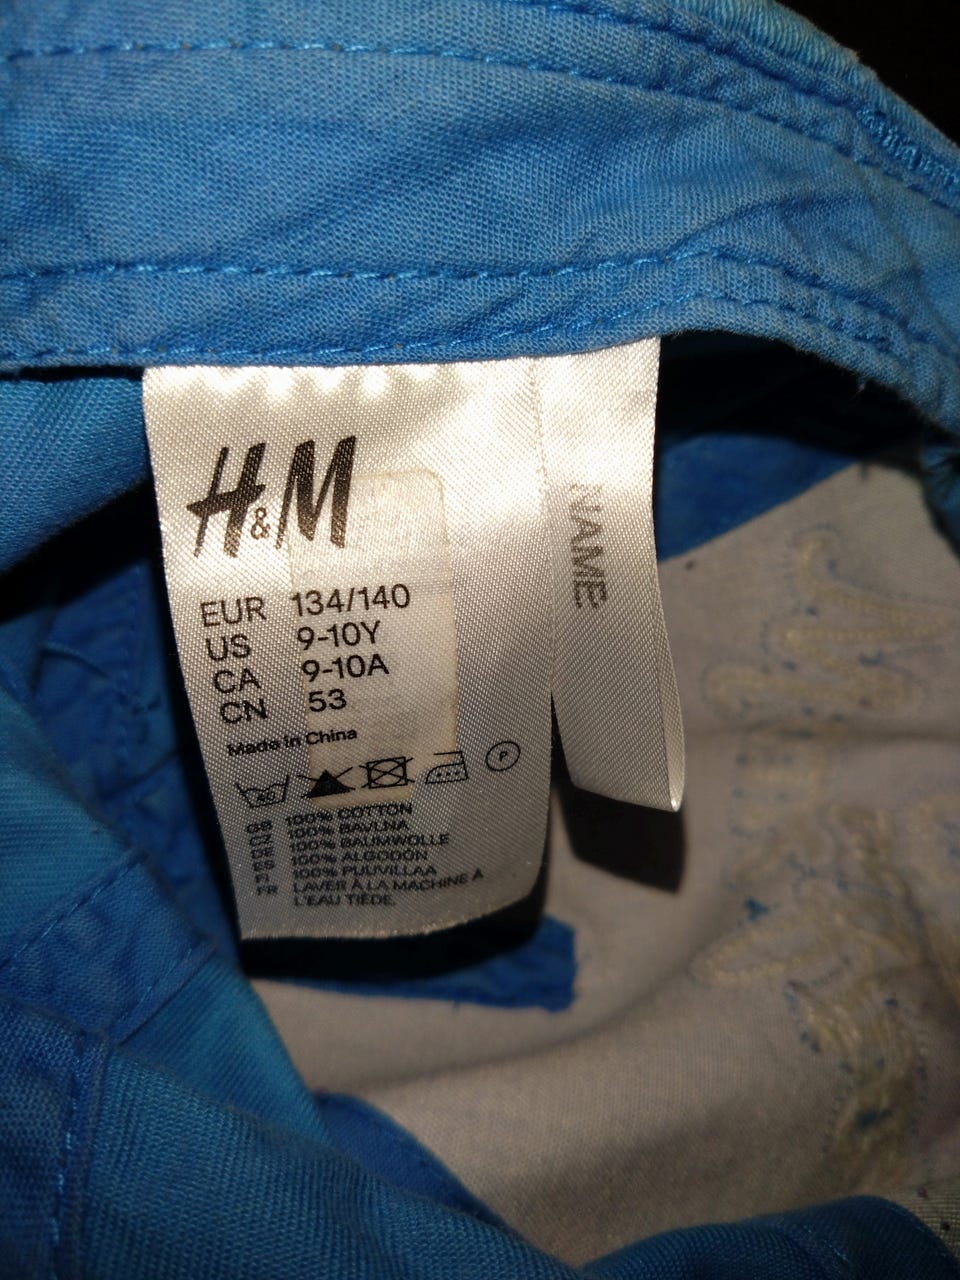 H&M
EUR 134/140
US 9-10Y
CA 9-10A
CN 53
Made in China
P
GB 100% COTTON
CZ 100% BAVLNA
DE 100% BAUMWOLLE
ES 100% ALGODÓN
FI 100% PUUVILLAA
FR LAVER À LA MACHINE À
L'EAU TIÈDE.
NAME